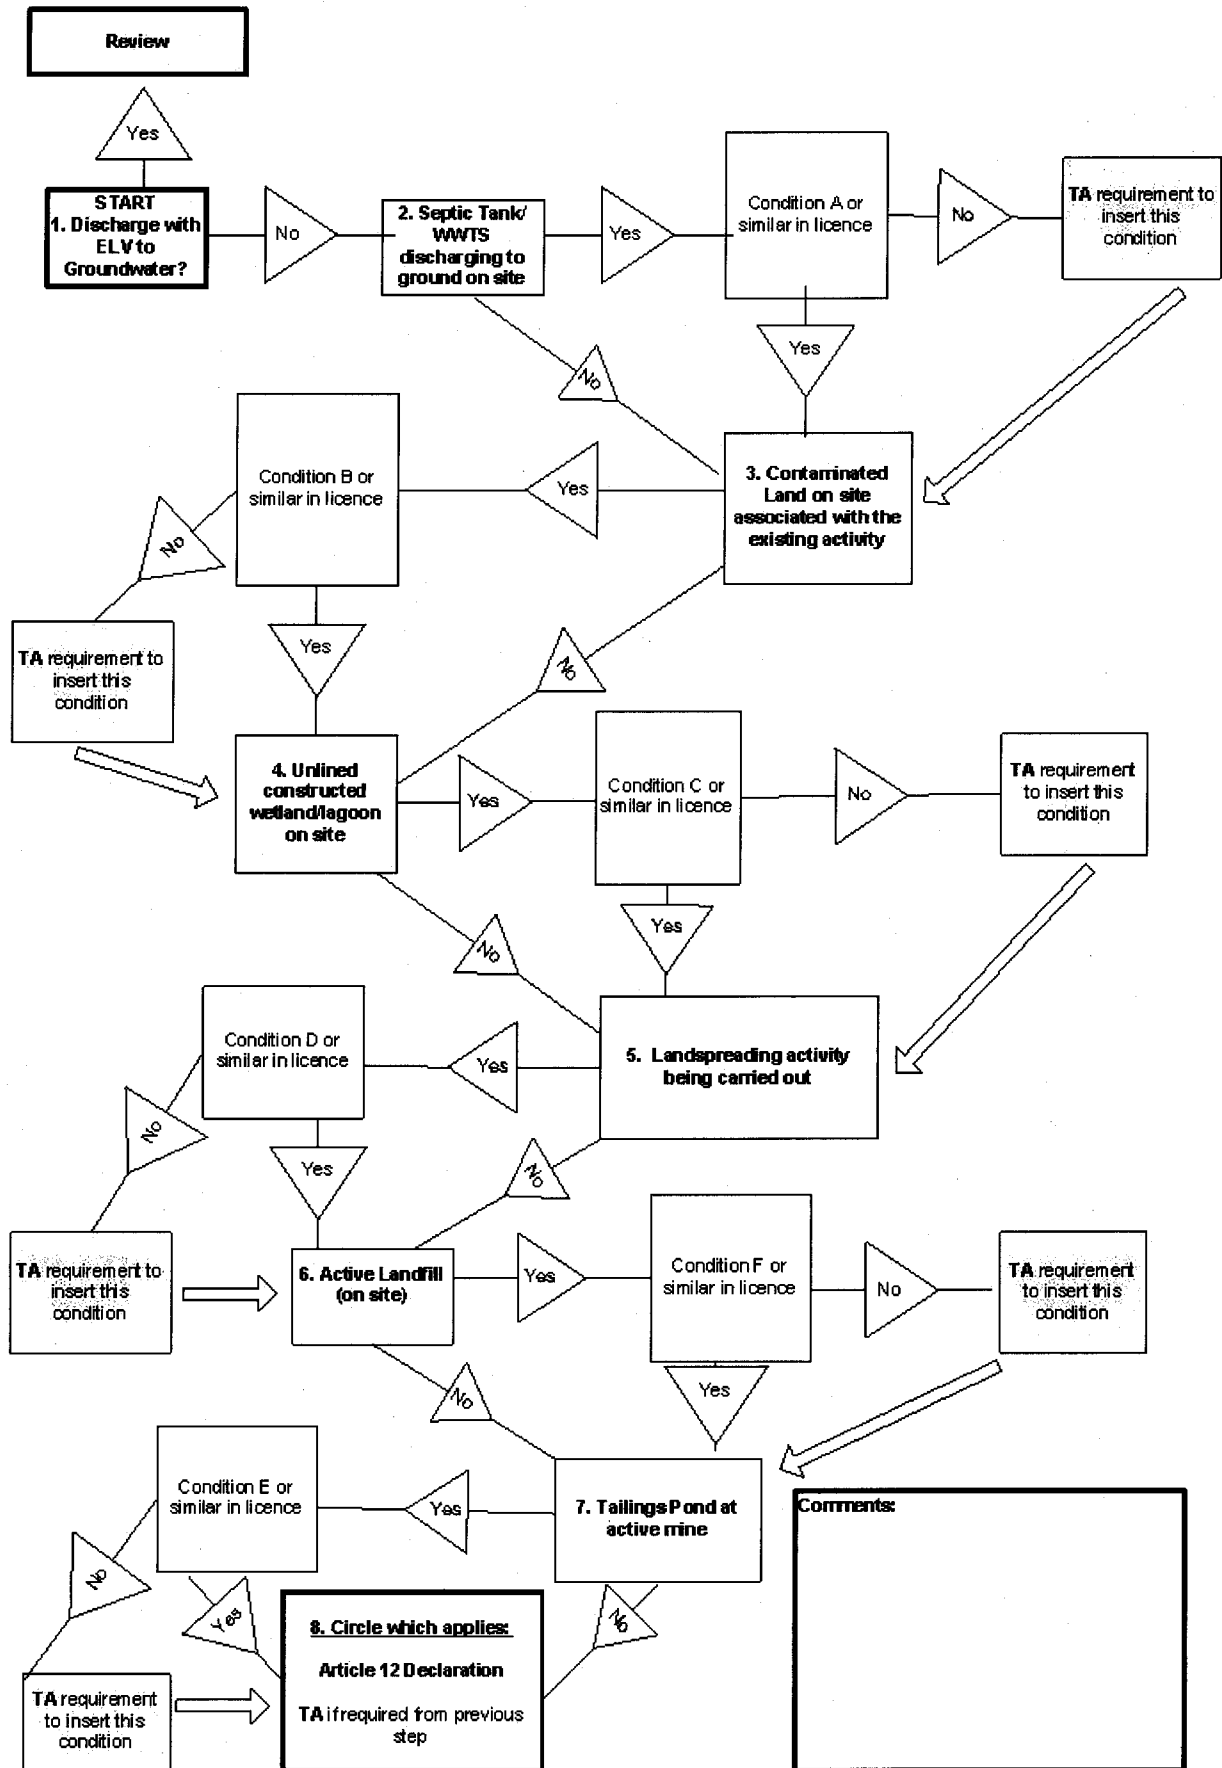 Review
Yes
START
1. Discharge with
ELV to
Groundwater?
No
2. Septic Tank/
WWTS
discharging to
ground on site
Yes
Condition A or
similar in licence
No
TA requirement to
insert this
condition
Yes
No
3. Contaminated
Land on site
associated with the
existing activity
Yes
Condition B or
similar in licence
No
TA requirement to
insert this
condition
Yes
No
4. Unlined
constructed
wetland/lagoon
on site
Yes
Condition C or
similar in licence
No
TA requirement
to insert this
condition
Yes
No
5. Landspreading activity
being carried out
Yes
Condition D or
similar in licence
No
TA requirement to
insert this
condition
Yes
No
6. Active Landfill
(on site)
Yes
Condition F or
similar in licence
No
TA requirement
to insert this
condition
Yes
No
7. Tailings Pond at
active mine
Yes
Condition E or
similar in licence
No
TA requirement
to insert this
condition
Yes
No
8. Circle which applies:
Article 12 Declaration
TA if required from previous
step
Comments: